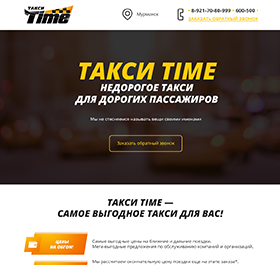 ТАКСИ
Time
Мурманск
8-921-70-88-999 600-500
ЗАКАЗАТЬ ОБРАТНЫЙ ЗВОНОК
ТАКСИ TIME
НЕДОРОГОЕ ТАКСИ
ДЛЯ ДОРОГИХ ПАССАЖИРОВ
Мы не стесняемся называть вещи своими именами
Заказать обратный звонок
ТАКСИ TIME —
САМОЕ ВЫГОДНОЕ ТАКСИ ДЛЯ ВАС!
ЦЕНЫ
Самые выгодные цены на ближние и дальние поездки.
Мега выгодные предложения по обслуживанию компаний и организаций.
Мы рассчитаем окончательную цену поездки еще на этапе заказа!